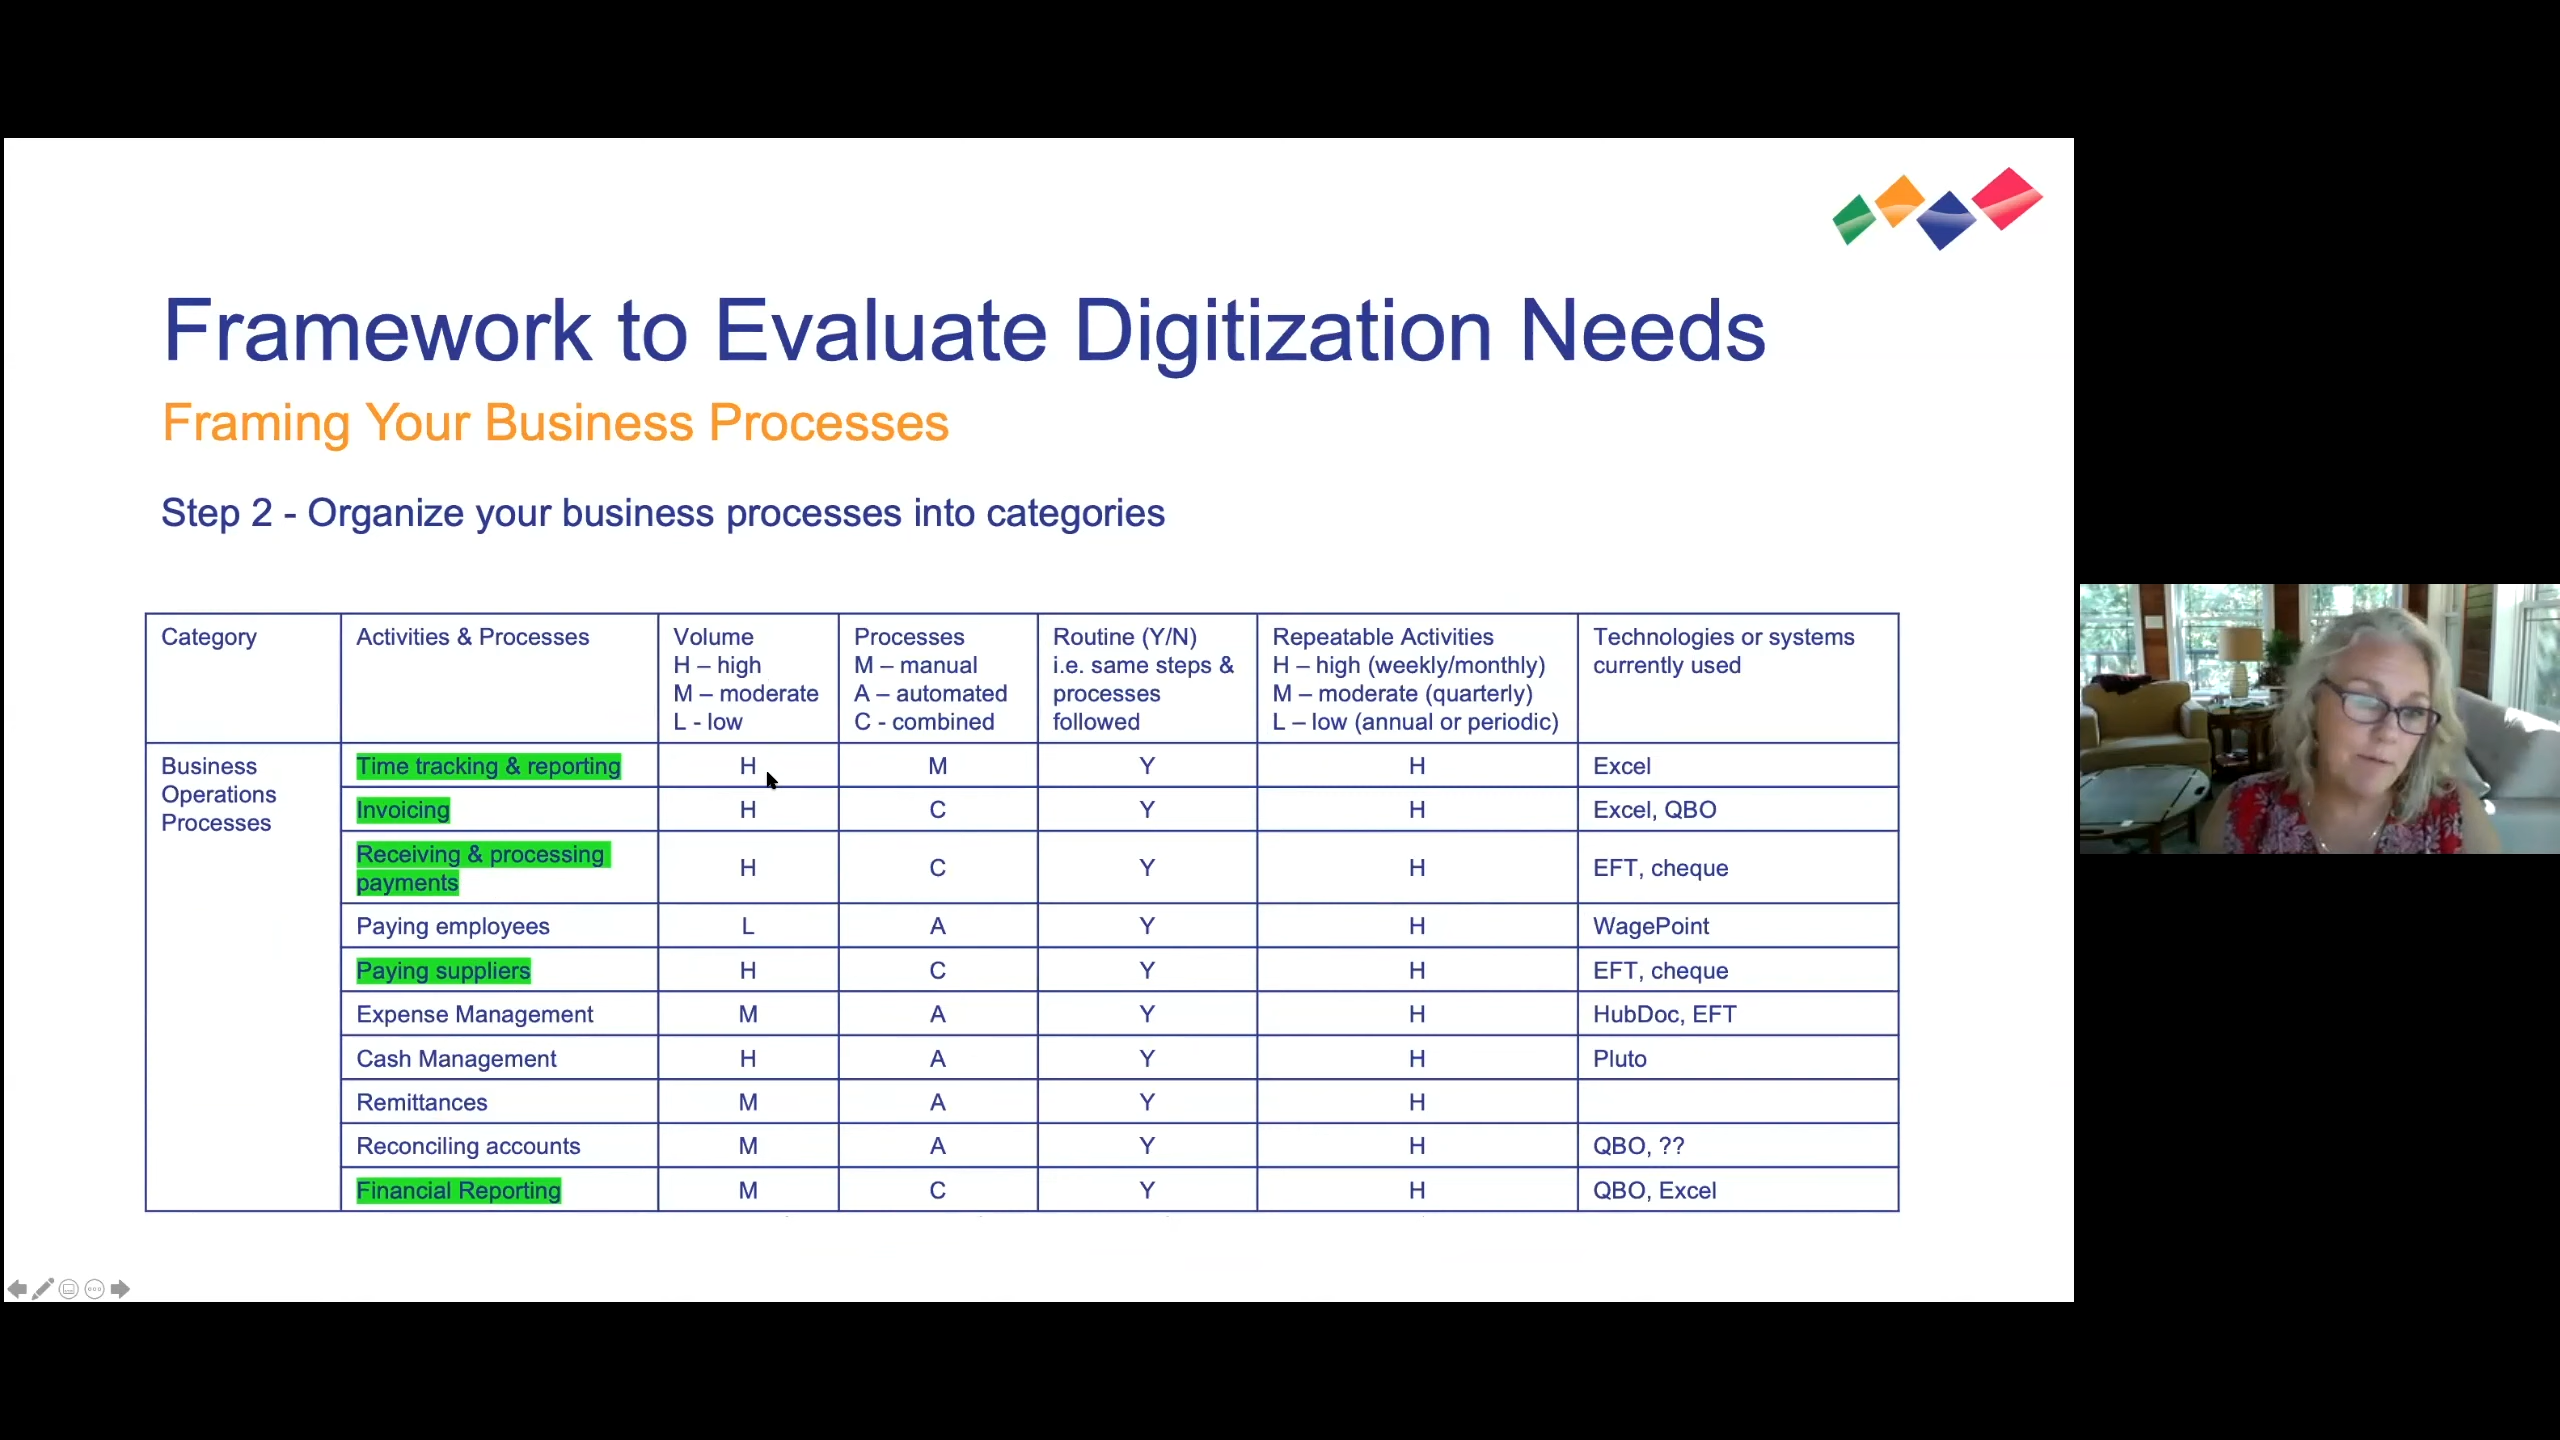 Framework to Evaluate Digitization Needs
Framing Your Business Processes
Step 2 - Organize your business processes into categories
Category
Activities & Processes
Volume
H – high
M – moderate
L - low
Processes
M – manual
A – automated
C - combined
Routine (Y/N)
i.e. same steps &
processes
followed
Repeatable Activities
H – high (weekly/monthly)
M – moderate (quarterly)
L – low (annual or periodic)
Technologies or systems
currently used
Business
Operations
Processes
Time tracking & reporting H M Y H Excel
Invoicing H C Y H Excel, QBO
Receiving & processing
payments H C Y H EFT, cheque
Paying employees L A Y H WagePoint
Paying suppliers H C Y H EFT, cheque
Expense Management M A Y H HubDoc, EFT
Cash Management H A Y H Pluto
Remittances M A Y H
Reconciling accounts M A Y H QBO, ??
Financial Reporting M C Y H QBO, Excel